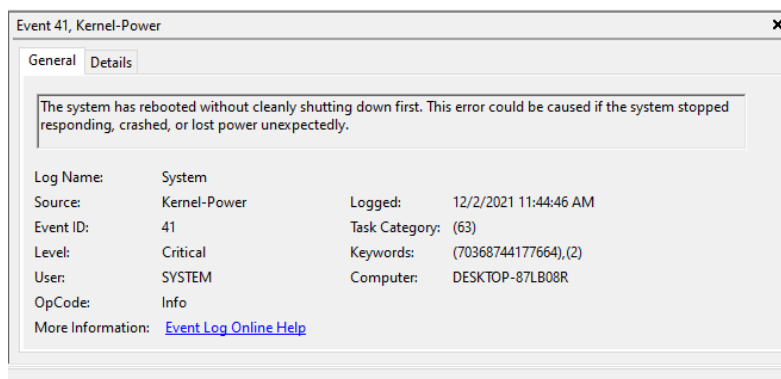 Event 41, Kernel-Power
General Details
The system has rebooted without cleanly shutting down first. This error could be caused if the system stopped
responding, crashed, or lost power unexpectedly.
Log Name: System
Source: Kernel-Power Logged: 12/2/2021 11:44:46 AM
Event ID: 41 Task Category: (63)
Level: Critical Keywords: (70368744177664),(2)
User: SYSTEM Computer: DESKTOP-87LB08R
OpCode: Info
More Information: Event Log Online Help